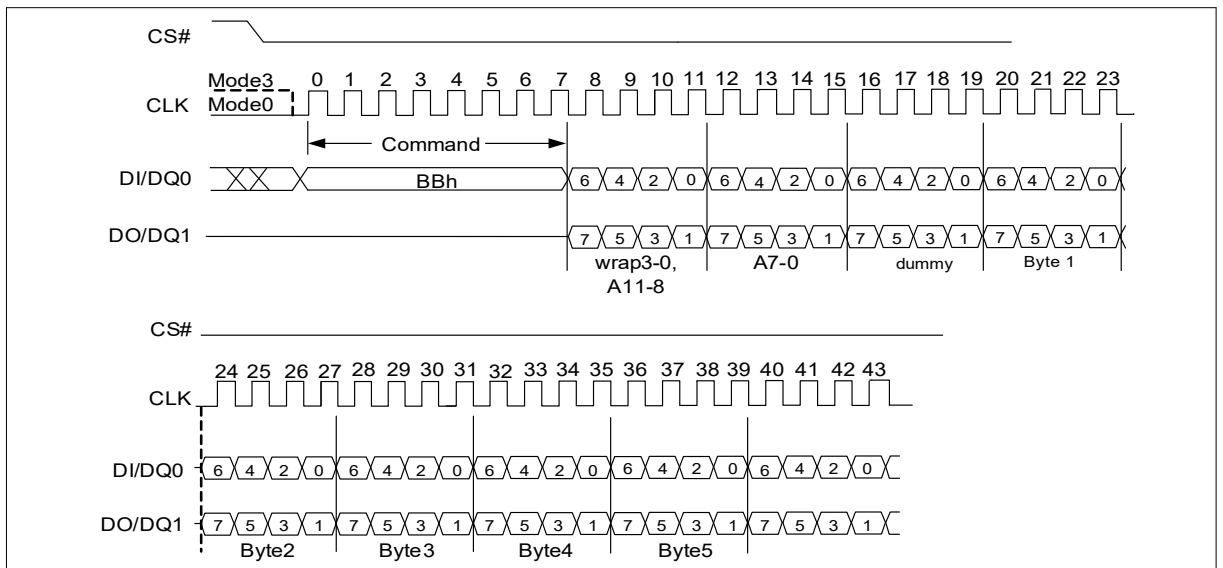 CS#
Mode3 0 1 2 3 4 5 6 7 8 9 10 11 12 13 14 15 16 17 18 19 20 21 22 23
CLK Mode0
Command
DI/DQ0 BBh 6 4 2 0 6 4 2 0 6 4 2 0 6 4 2 0
DO/DQ1 7 5 3 1 7 5 3 1 7 5 3 1 7 5 3 1
wrap3-0, A7-0 dummy Byte 1
A11-8
CS#
24 25 26 27 28 29 30 31 32 33 34 35 36 37 38 39 40 41 42 43
CLK
DI/DQ0 6 4 2 0 6 4 2 0 6 4 2 0 6 4 2 0 6 4 2 0
DO/DQ1 7 5 3 1 7 5 3 1 7 5 3 1 7 5 3 1 7 5 3 1
Byte2 Byte3 Byte4 Byte5